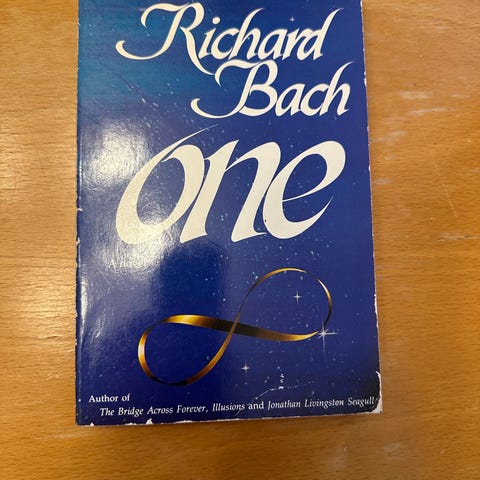 Richard
Bach
one
A novel
Author of
The Bridge Across Forever, Illusions and Jonathan Livingston Seagull